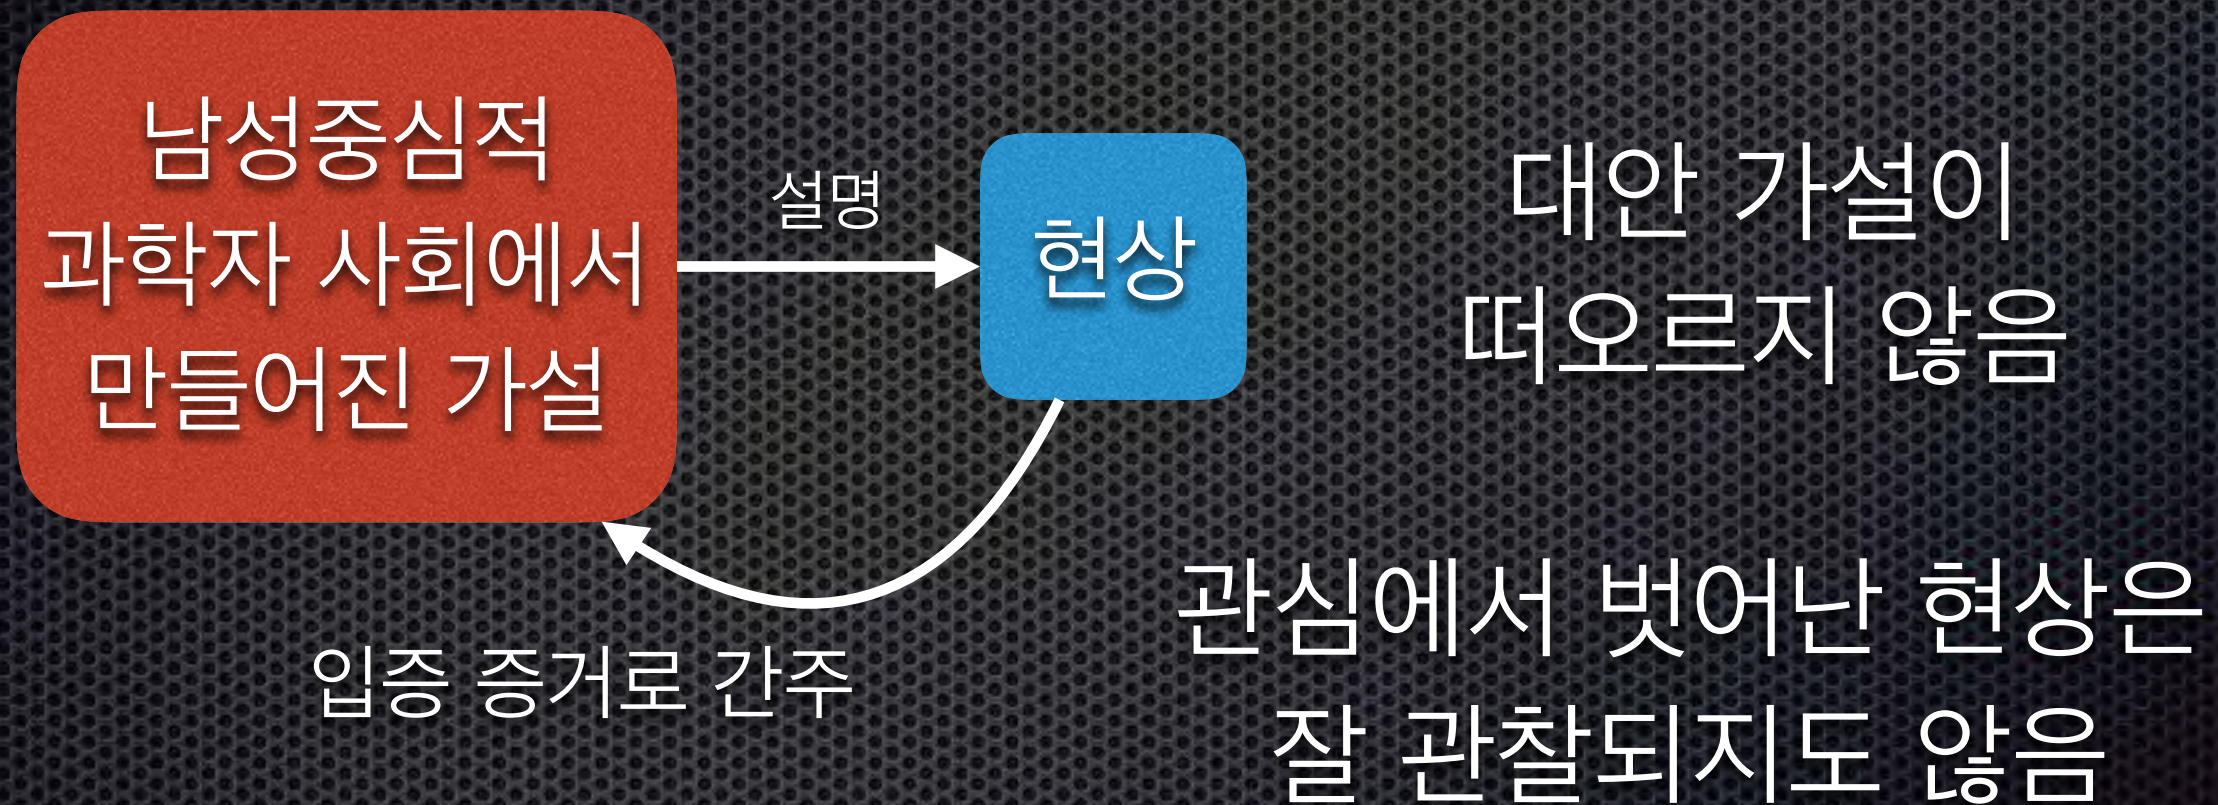 남성중심적
과학자 사회에서
만들어진 가설
설명
현상
입증 증거로 간주
대안 가설이
떠오르지 않음
관심에서 벗어난 현상은
잘 관찰되지도 않음